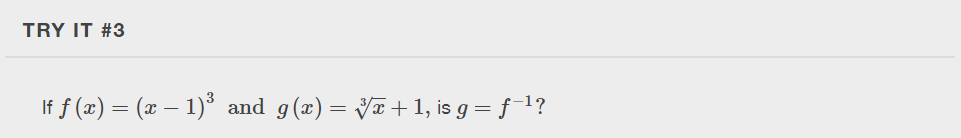 TRY IT #3
If f (x) = (x − 1)³ and g (x) = ∛x + 1, is g = f⁻¹?